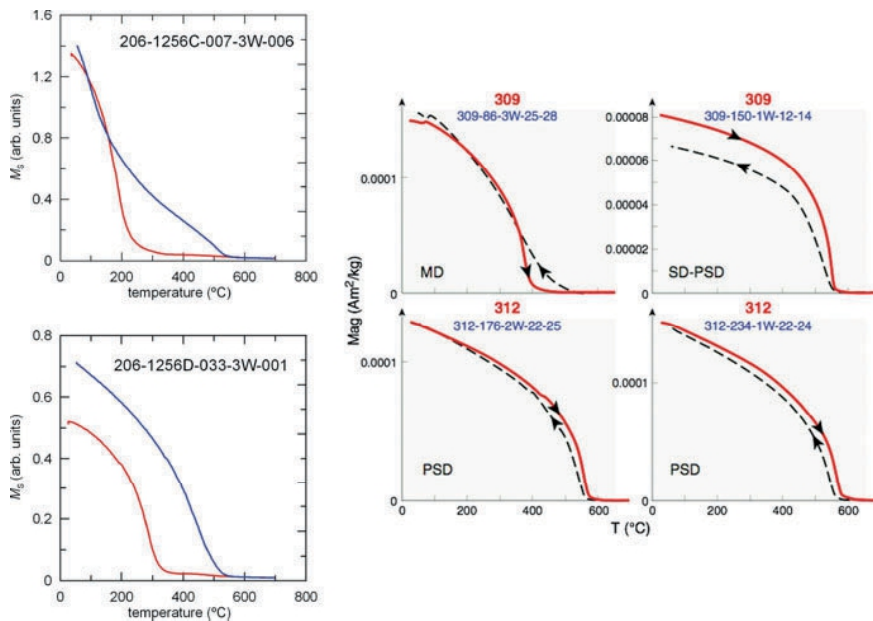 206-1256C-007-3W-006
1.6
1.2
0.8
0.4
0
Ms (arb. units)
0 200 400 600 800
temperature (ºC)
206-1256D-033-3W-001
0.8
0.6
0.4
0.2
0
Ms (arb. units)
0 200 400 600 800
temperature (ºC)
309
309-86-3W-25-28
0.0001
0
MD
309
309-150-1W-12-14
0.00008
0.00006
0.00004
0.00002
0
SD-PSD
Mag (Am²/kg)
312
312-176-2W-22-25
0.0001
0
PSD
0 200 400 600
312
312-234-1W-22-24
0.0001
0
PSD
0 200 400 600
T (°C)